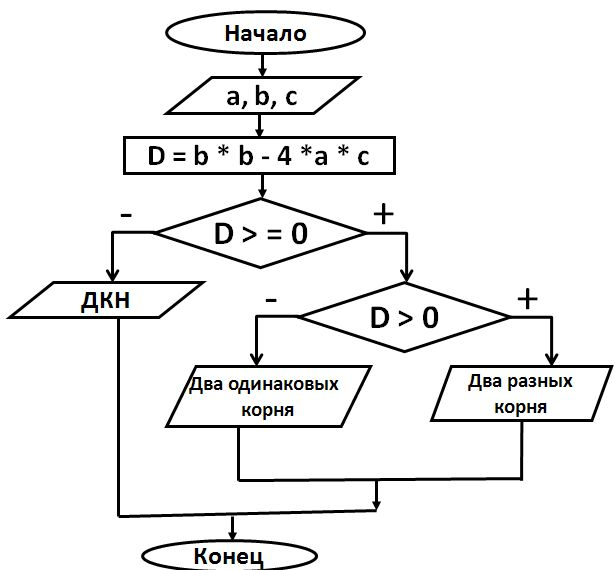 Начало
a, b, c
D = b * b - 4 *a * c
-
+
D > = 0
ДКН
-
+
D > 0
Два одинаковых
корня
Два разных
корня
Конец